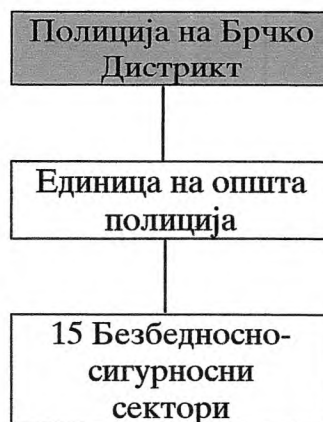 Полиција на Брчко
Дистрикт
Единица на општа
полиција
15 Безбедносно-
сигурносни
сектори